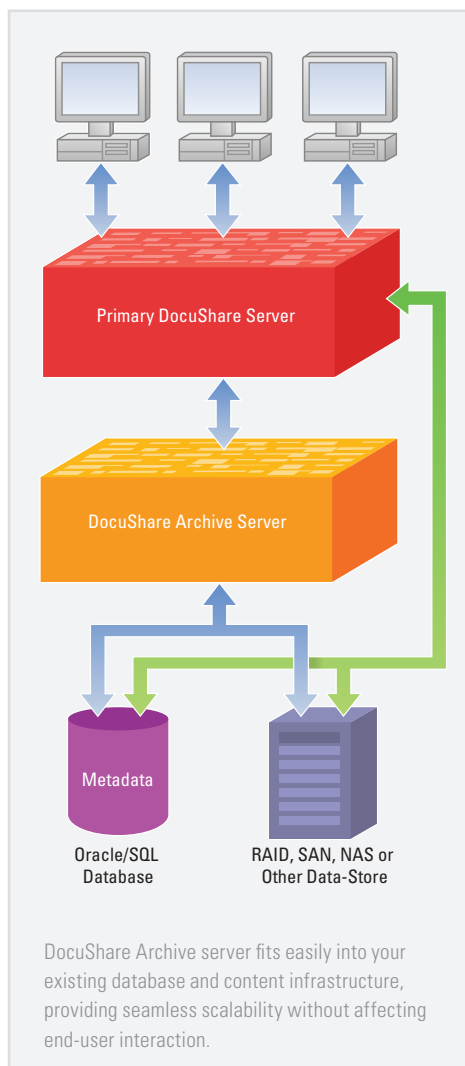 Primary DocuShare Server
DocuShare Archive Server
Metadata
Oracle/SQL
Database
RAID, SAN, NAS or
Other Data-Store
DocuShare Archive server fits easily into your
existing database and content infrastructure,
providing seamless scalability without affecting
end-user interaction.